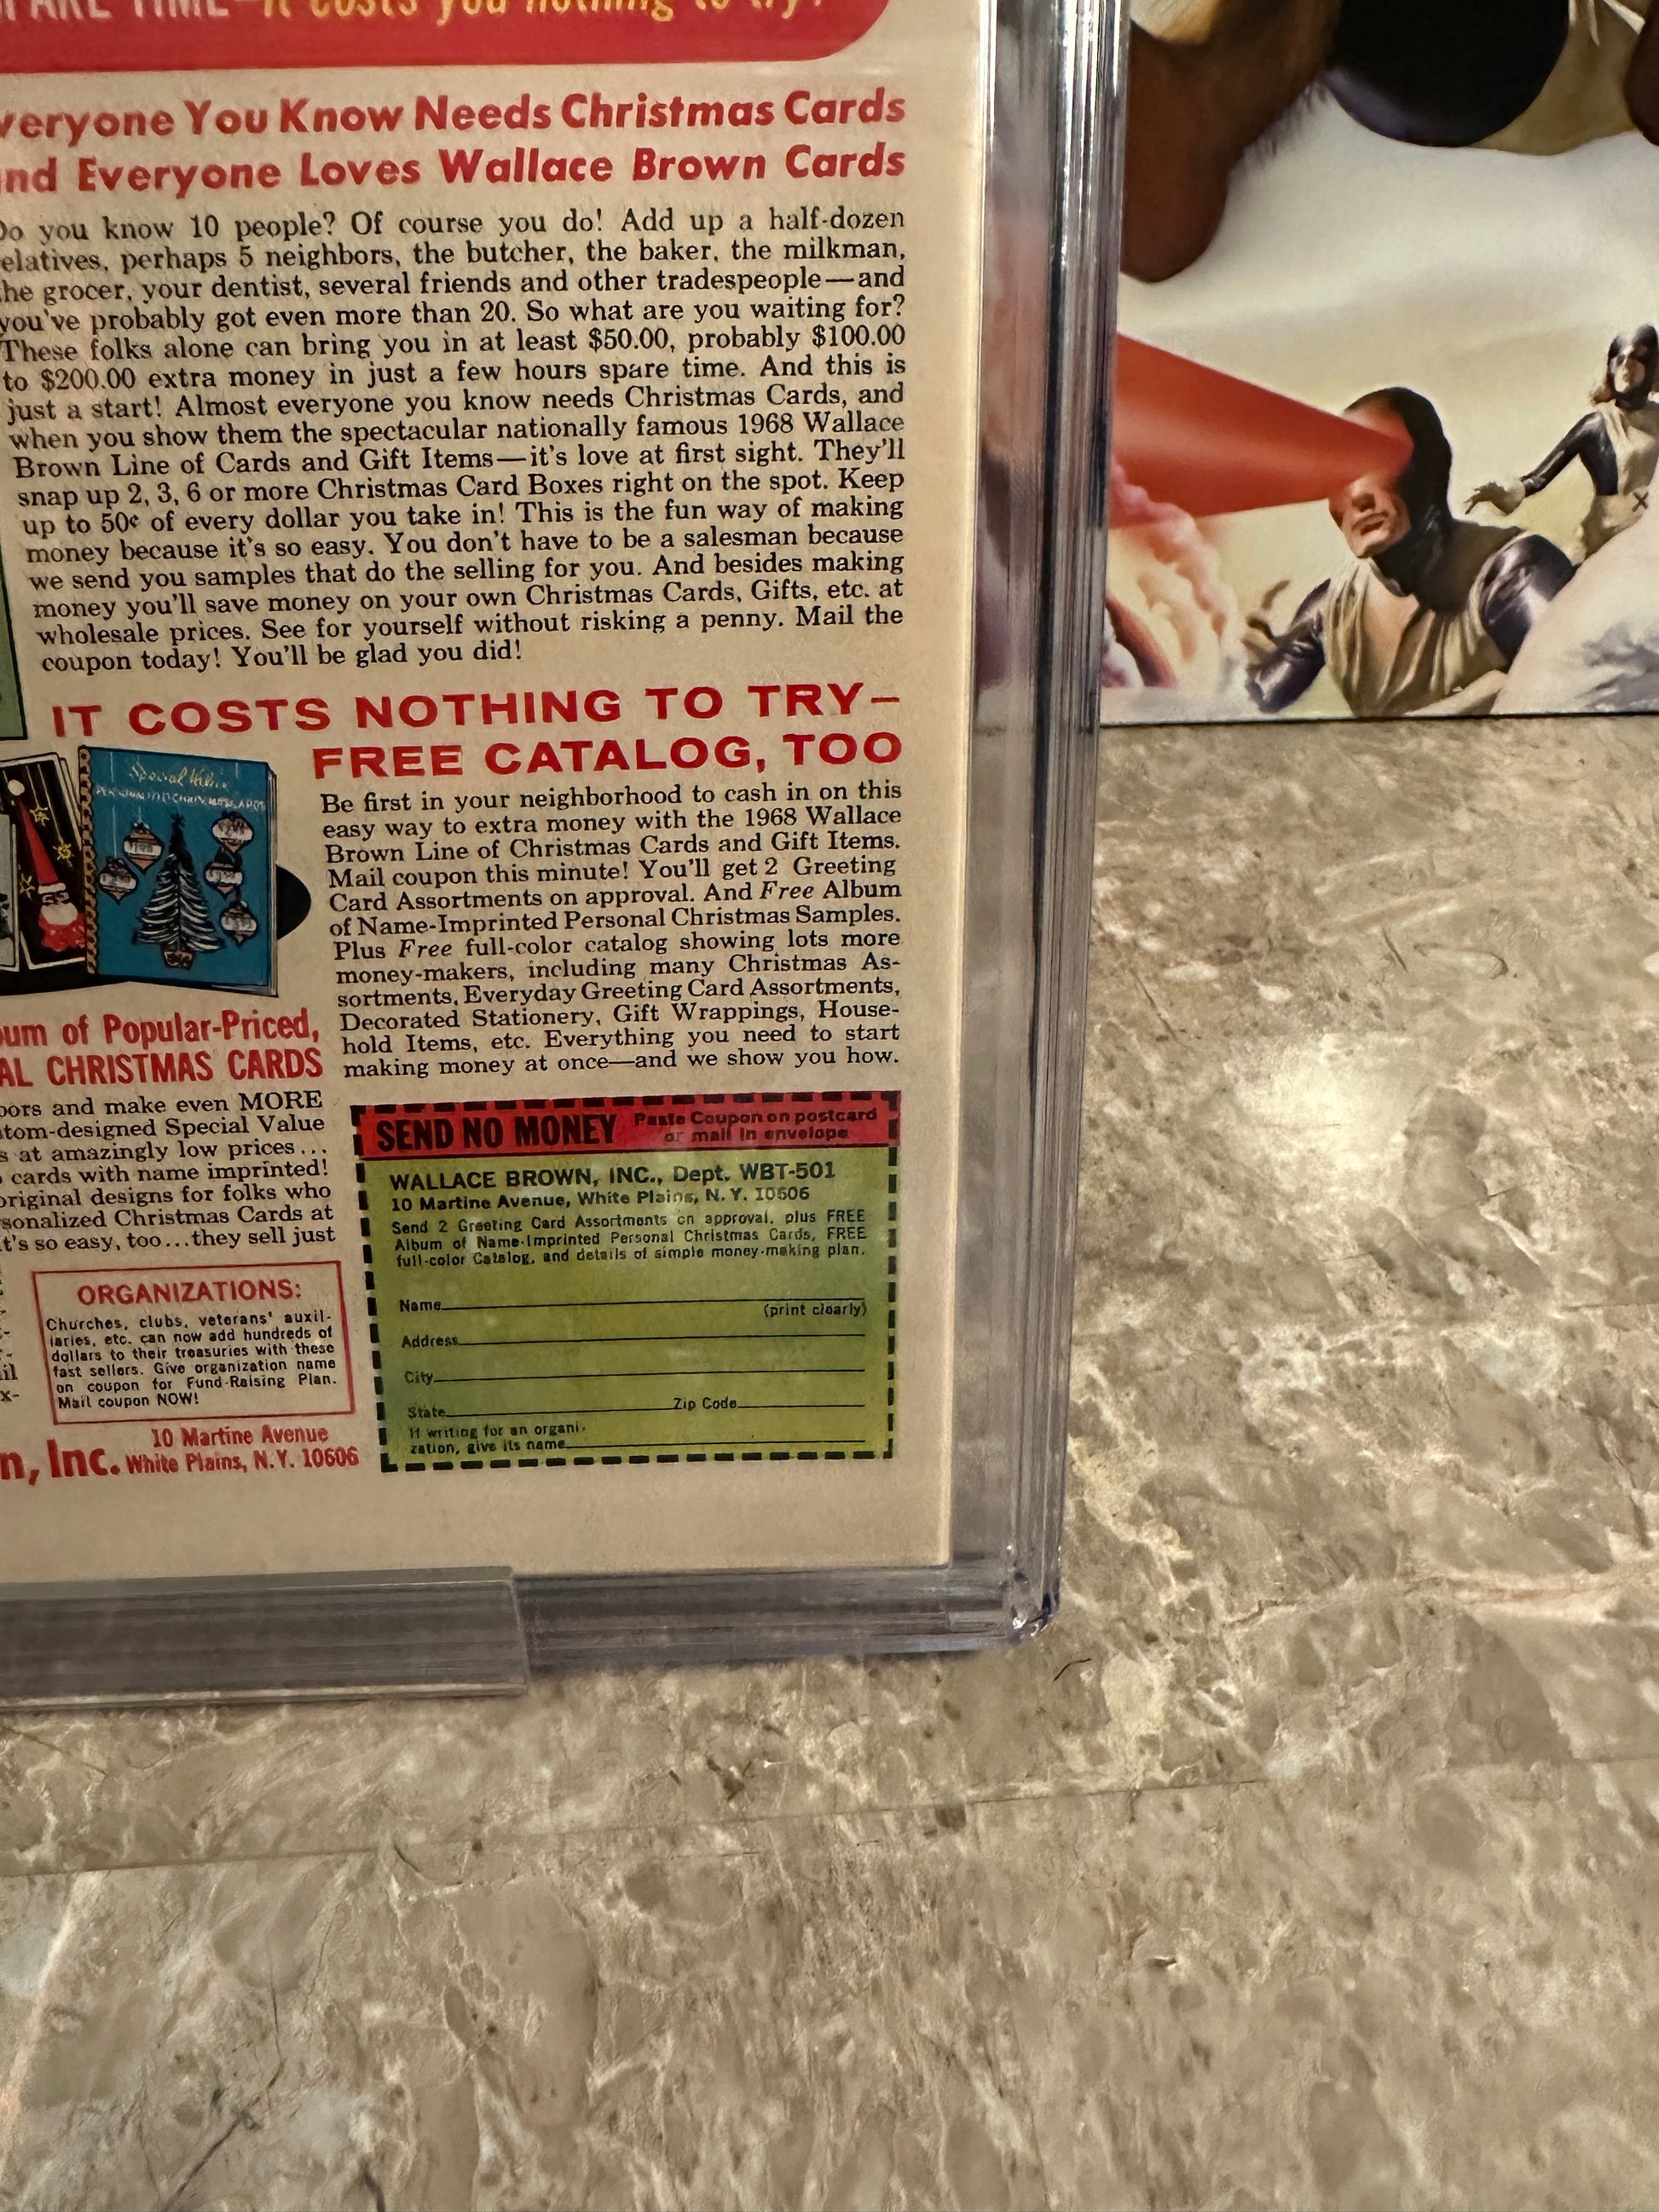 TIME—it costs you nothing to try!
veryone You Know Needs Christmas Cards
nd Everyone Loves Wallace Brown Cards
Do you know 10 people? Of course you do! Add up a half-dozen
elatives, perhaps 5 neighbors, the butcher, the baker, the milkman,
he grocer, your dentist, several friends and other tradespeople—and
you've probably got even more than 20. So what are you waiting for?
These folks alone can bring you in at least $50.00, probably $100.00
to $200.00 extra money in just a few hours spare time. And this is
just a start! Almost everyone you know needs Christmas Cards, and
when you show them the spectacular nationally famous 1968 Wallace
Brown Line of Cards and Gift Items—it's love at first sight. They'll
snap up 2, 3, 6 or more Christmas Card Boxes right on the spot. Keep
up to 50¢ of every dollar you take in! This is the fun way of making
money because it's so easy. You don't have to be a salesman because
we send you samples that do the selling for you. And besides making
money you'll save money on your own Christmas Cards, Gifts, etc. at
wholesale prices. See for yourself without risking a penny. Mail the
coupon today! You'll be glad you did!
IT COSTS NOTHING TO TRY—
FREE CATALOG, TOO
Special Value
PERSONALIZED CHRISTMAS CARDS
Be first in your neighborhood to cash in on this
easy way to extra money with the 1968 Wallace
Brown Line of Christmas Cards and Gift Items.
Mail coupon this minute! You'll get 2 Greeting
Card Assortments on approval. And Free Album
of Name-Imprinted Personal Christmas Samples.
Plus Free full-color catalog showing lots more
money-makers, including many Christmas As-
sortments, Everyday Greeting Card Assortments,
Decorated Stationery, Gift Wrappings, House-
hold Items, etc. Everything you need to start
making money at once—and we show you how.
um of Popular-Priced,
AL CHRISTMAS CARDS
ors and make even MORE
tom-designed Special Value
s at amazingly low prices...
cards with name imprinted!
original designs for folks who
sonalized Christmas Cards at
t's so easy, too...they sell just
il
x-
ORGANIZATIONS:
Churches, clubs, veterans' auxil-
iaries, etc. can now add hundreds of
dollars to their treasuries with these
fast sellers. Give organization name
on coupon for Fund-Raising Plan.
Mail coupon NOW!
n, Inc. 10 Martine Avenue
White Plains, N.Y. 10606
SEND NO MONEY Paste Coupon on postcard
or mail in envelope
WALLACE BROWN, INC., Dept. WBT-501
10 Martine Avenue, White Plains, N.Y. 10606
Send 2 Greeting Card Assortments on approval, plus FREE
Album of Name-Imprinted Personal Christmas Cards, FREE
full-color Catalog, and details of simple money-making plan.
Name
(print clearly)
Address
City
State Zip Code
If writing for an organi-
zation, give its name